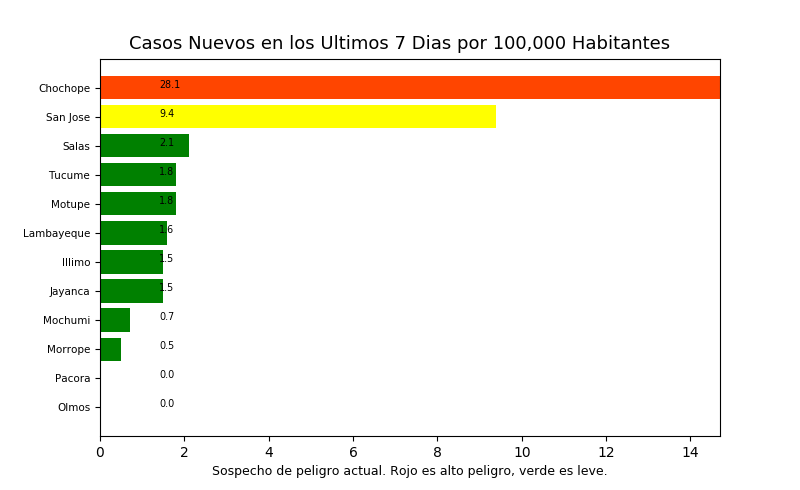 Casos Nuevos en los Ultimos 7 Dias por 100,000 Habitantes
Chochope 28.1
San Jose 9.4
Salas 2.1
Tucume 1.8
Motupe 1.8
Lambayeque 1.6
Illimo 1.5
Jayanca 1.5
Mochumi 0.7
Morrope 0.5
Pacora 0.0
Olmos 0.0
0 2 4 6 8 10 12 14
Sospecho de peligro actual. Rojo es alto peligro, verde es leve.